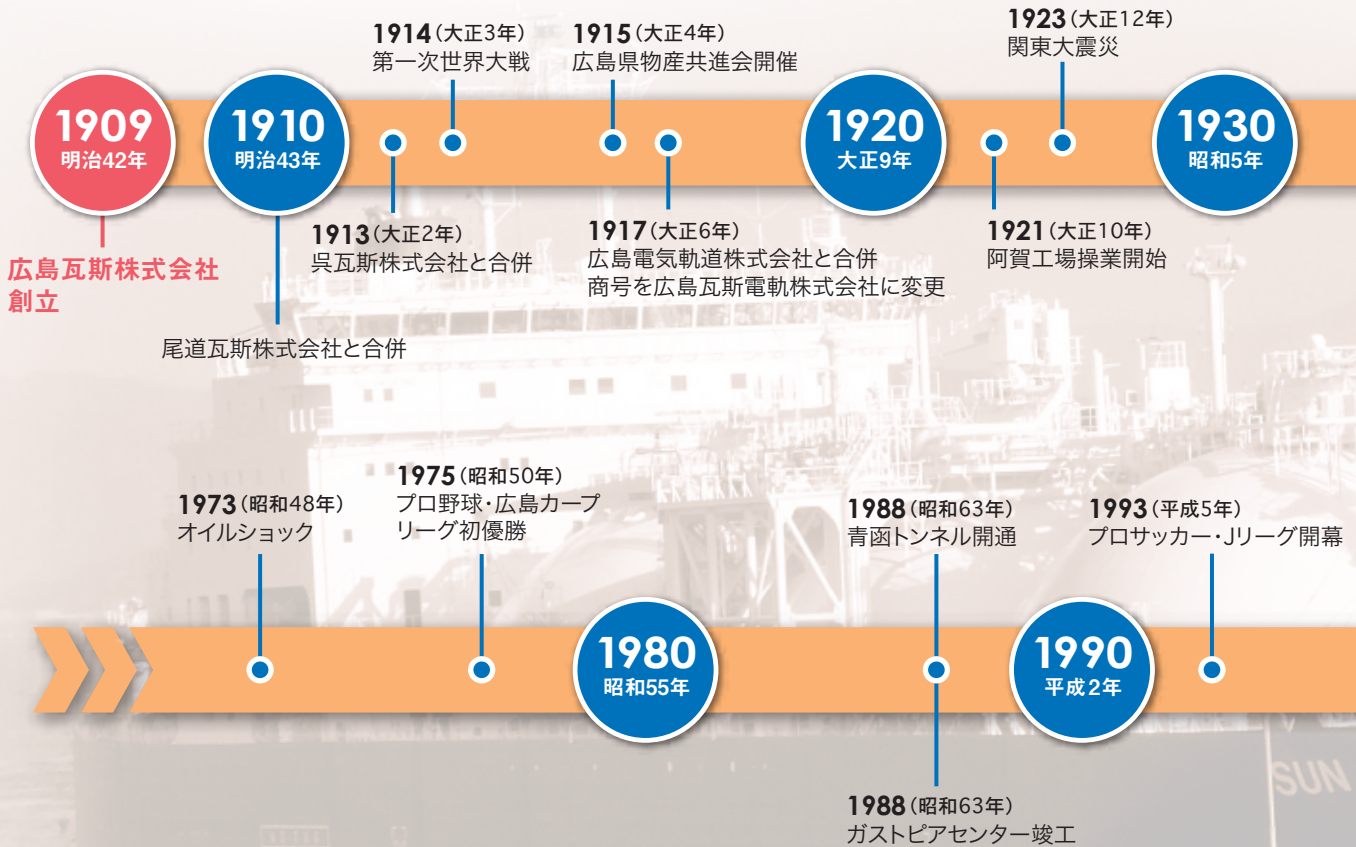 1914(大正3年)
第一次世界大戦
1915(大正4年)
広島県物産共進会開催
1923(大正12年)
関東大震災
1909
明治42年
1910
明治43年
1920
大正9年
1930
昭和5年
広島瓦斯株式会社
創立
尾道瓦斯株式会社と合併
1913(大正2年)
呉瓦斯株式会社と合併
1917(大正6年)
広島電気軌道株式会社と合併
商号を広島瓦斯電軌株式会社に変更
1921(大正10年)
阿賀工場操業開始
1973(昭和48年)
オイルショック
1975(昭和50年)
プロ野球・広島カープ
リーグ初優勝
1988(昭和63年)
青函トンネル開通
1993(平成5年)
プロサッカー・Jリーグ開幕
1980
昭和55年
1990
平成2年
1988(昭和63年)
ガストピアセンター竣工
SUN